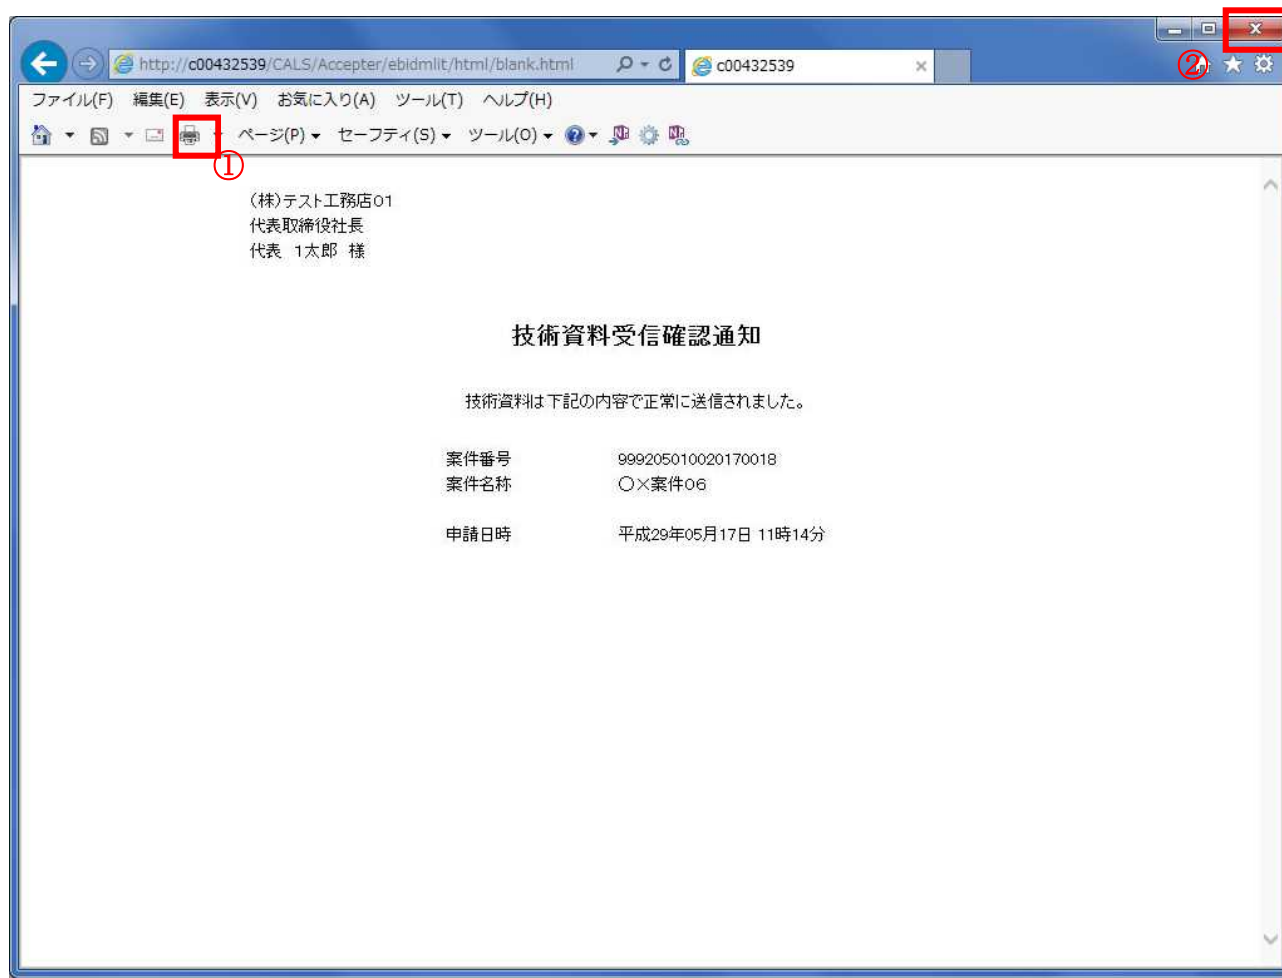 http://c00432539/CALS/Accepter/ebidmlit/html/blank.html
c00432539
②
ファイル(F) 編集(E) 表示(V) お気に入り(A) ツール(T) ヘルプ(H)
ページ(P) セーフティ(S) ツール(O)
①
(株)テスト工務店01
代表取締役社長
代表 1太郎 様
技術資料受信確認通知
技術資料は下記の内容で正常に送信されました。
案件番号 999205010020170018
案件名称 〇×案件06
申請日時 平成29年05月17日 11時14分